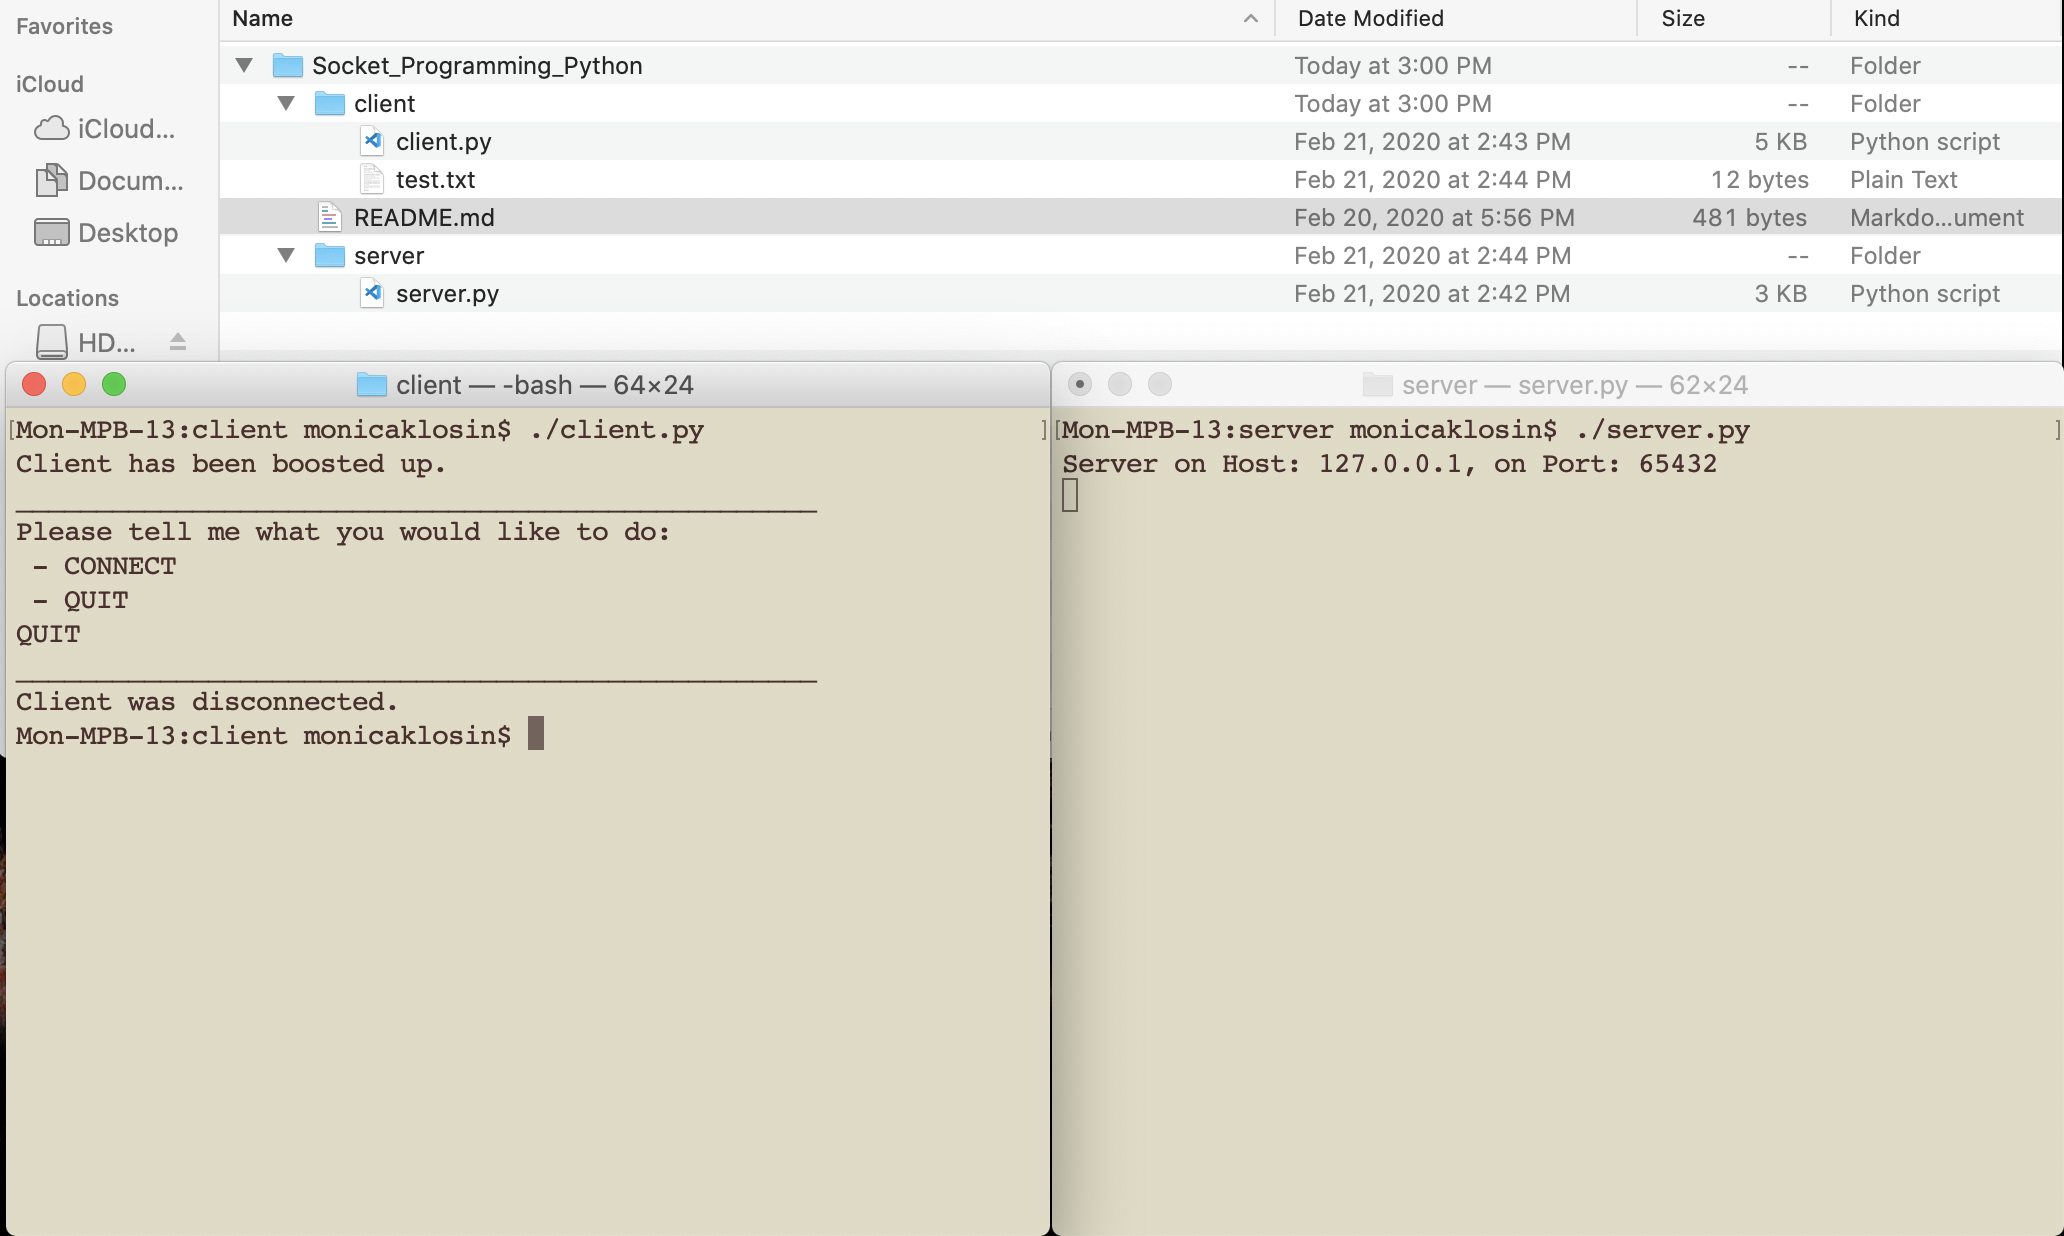 Favorites
iCloud
iCloud...
Docum...
Desktop
Locations
HD...
Name Date Modified Size Kind
Socket_Programming_Python Today at 3:00 PM -- Folder
client Today at 3:00 PM -- Folder
client.py Feb 21, 2020 at 2:43 PM 5 KB Python script
test.txt Feb 21, 2020 at 2:44 PM 12 bytes Plain Text
README.md Feb 20, 2020 at 5:56 PM 481 bytes Markdo...ument
server Feb 21, 2020 at 2:44 PM -- Folder
server.py Feb 21, 2020 at 2:42 PM 3 KB Python script
client — -bash — 64×24
[Mon-MPB-13:client monicaklosin$ ./client.py ]
Client has been boosted up.
__________________________________________________
Please tell me what you would like to do:
- CONNECT
- QUIT
QUIT
__________________________________________________
Client was disconnected.
Mon-MPB-13:client monicaklosin$
server — server.py — 62×24
[Mon-MPB-13:server monicaklosin$ ./server.py ]
Server on Host: 127.0.0.1, on Port: 65432